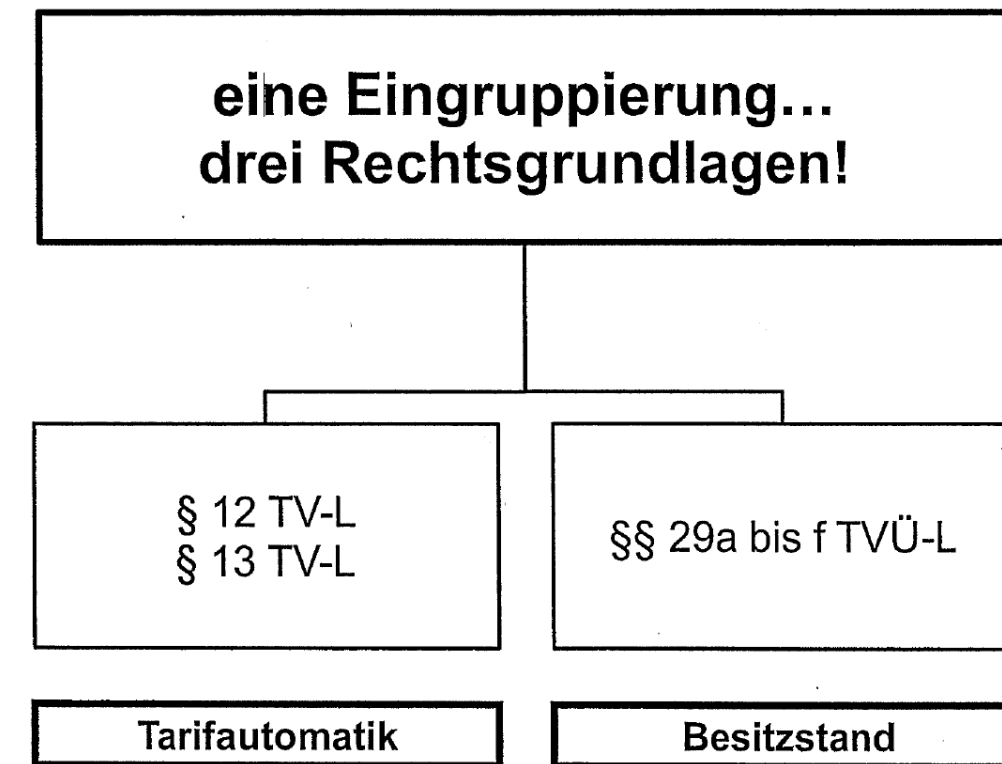 eine Eingruppierung...
drei Rechtsgrundlagen!
§ 12 TV-L
§ 13 TV-L
§§ 29a bis f TVÜ-L
Tarifautomatik
Besitzstand